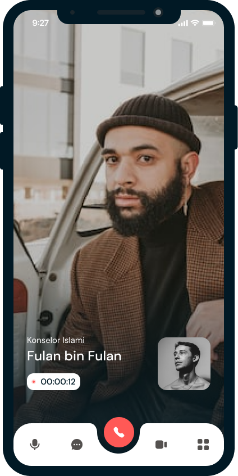 9:27
Konselor Islami
Fulan bin Fulan
00:00:12